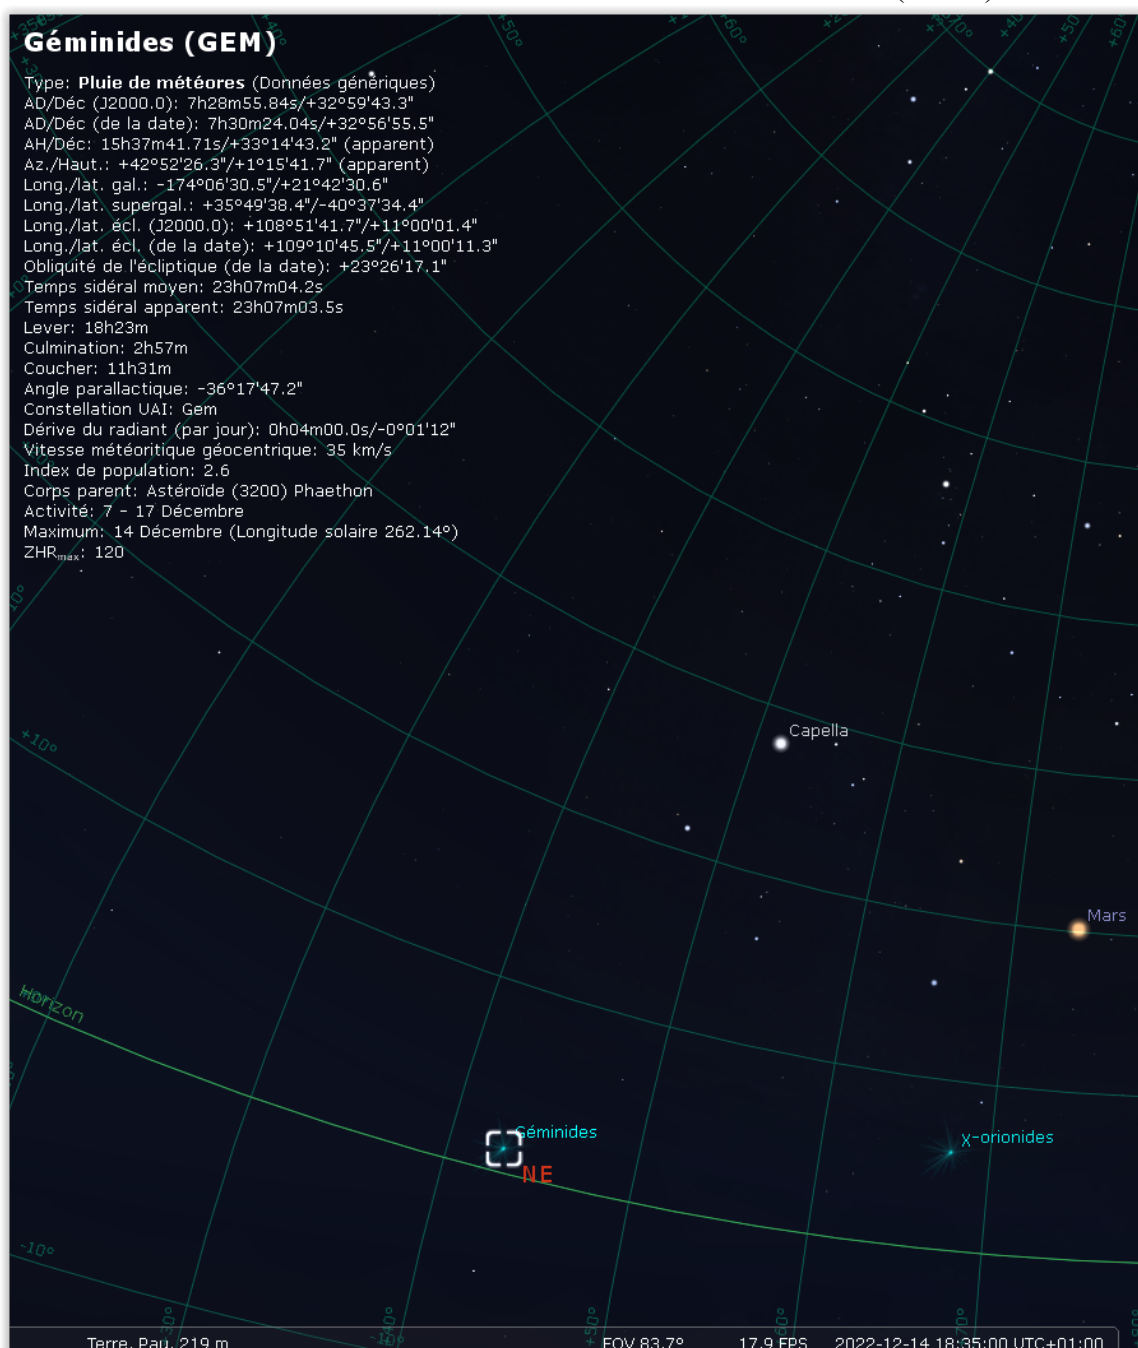 Géminides (GEM)
Type: Pluie de météores (Données génériques)
AD/Déc (J2000.0): 7h28m55.84s/+32°59'43.3"
AD/Déc (de la date): 7h30m24.04s/+32°56'55.5"
AH/Déc: 15h37m41.71s/+33°14'43.2" (apparent)
Az./Haut.: +42°52'26.3"/+1°15'41.7" (apparent)
Long./lat. gal.: -174°06'30.5"/+21°42'30.6"
Long./lat. supergal.: +35°49'38.4"/-40°37'34.4"
Long./lat. écl. (J2000.0): +108°51'41.7"/+11°00'01.4"
Long./lat. écl. (de la date): +109°10'45.5"/+11°00'11.3"
Obliquité de l'écliptique (de la date): +23°26'17.1"
Temps sidéral moyen: 23h07m04.2s
Temps sidéral apparent: 23h07m03.5s
Lever: 18h23m
Culmination: 2h57m
Coucher: 11h31m
Angle parallactique: -36°17'47.2"
Constellation UAI: Gem
Dérive du radiant (par jour): 0h04m00.0s/-0°01'12"
Vitesse météoritique géocentrique: 35 km/s
Index de population: 2.6
Corps parent: Astéroïde (3200) Phaethon
Activité: 7 - 17 Décembre
Maximum: 14 Décembre (Longitude solaire 262.14°)
ZHRmax: 120
+50°
+60°
+40°
+50°
+60°
Capella
+10°
Mars
Horizon
Géminides
χ-orionides
NE
-10°
+50°
Terre, Pau, 219 m
FOV 83.7°
17.9 FPS
2022-12-14 18:35:00 UTC+01:00